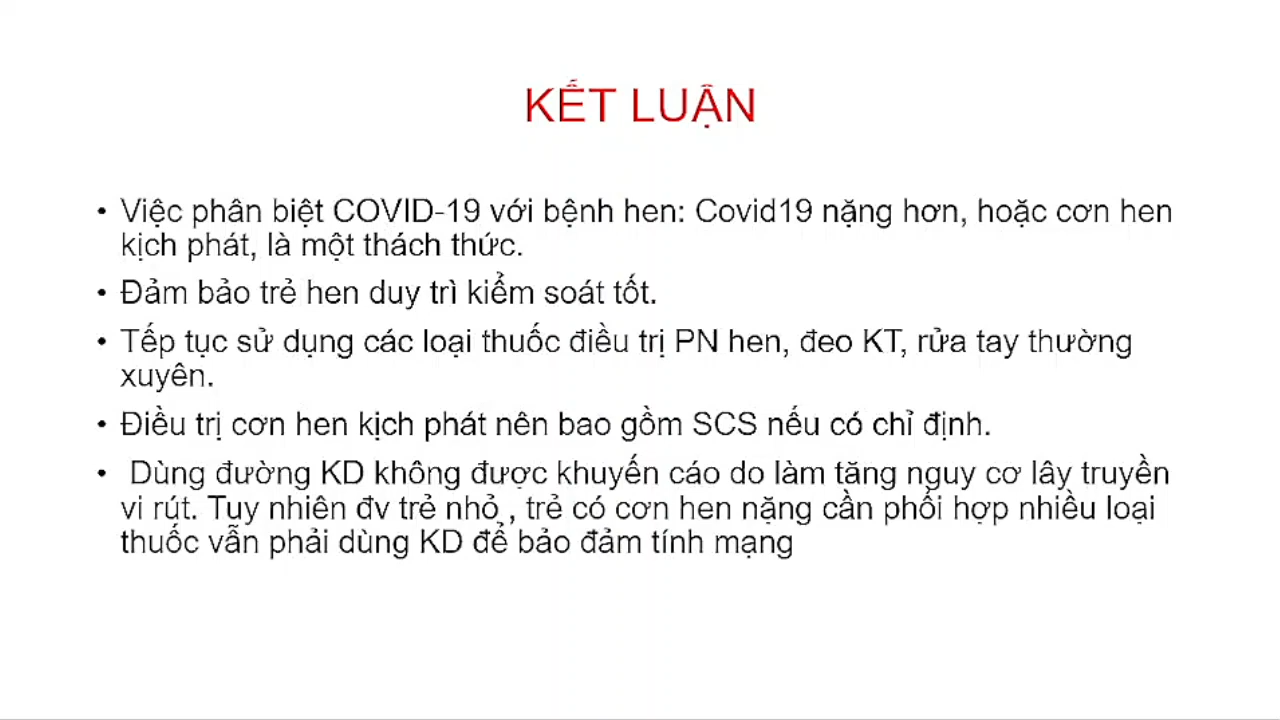 KẾT LUẬN
• Việc phân biệt COVID-19 với bệnh hen: Covid19 nặng hơn, hoặc cơn hen
kịch phát, là một thách thức.
• Đảm bảo trẻ hen duy trì kiểm soát tốt.
• Tếp tục sử dụng các loại thuốc điều trị PN hen, đeo KT, rửa tay thường
xuyên.
• Điều trị cơn hen kịch phát nên bao gồm SCS nếu có chỉ định.
• Dùng đường KD không được khuyến cáo do làm tăng nguy cơ lây truyền
vi rút. Tuy nhiên đv trẻ nhỏ , trẻ có cơn hen nặng cần phối hợp nhiều loại
thuốc vẫn phải dùng KD để bảo đảm tính mạng